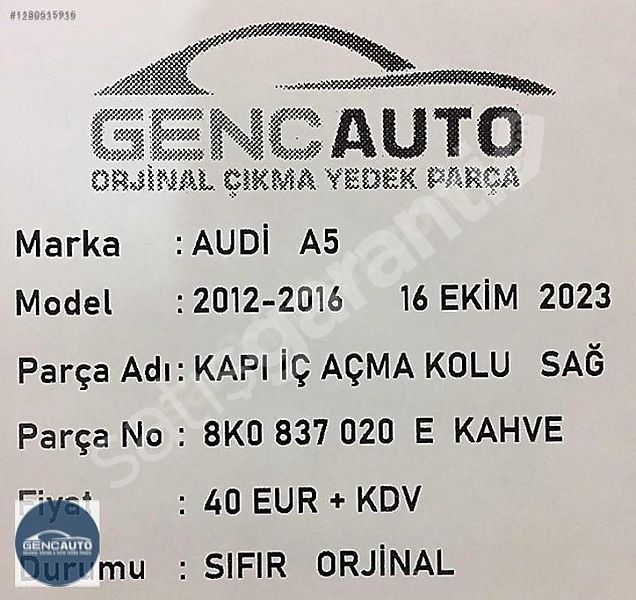 GENCAUTO
ORJİNAL ÇIKMA YEDEK PARÇA
Marka : AUDİ A5
Model : 2012-2016 16 EKİM 2023
Parça Adı : KAPI İÇ AÇMA KOLU SAĞ
Parça No : 8K0 837 020 E KAHVE
Fiyat : 40 EUR + KDV
GENCAUTO
Durumu : SIFIR ORJİNAL